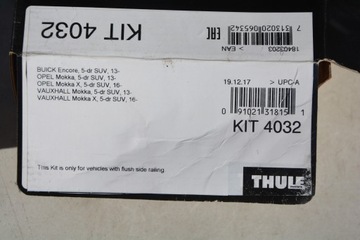 KIT 4032
EAC
7313020065342
18403203 > EAN
BUICK Encore, 5-dr SUV, 13-
OPEL Mokka, 5-dr SUV, 13-
OPEL Mokka X, 5-dr SUV, 16-
VAUXHALL Mokka, 5-dr SUV, 13-
VAUXHALL Mokka X, 5-dr SUV, 16-
19.12.17 > UPC-A
0 91021 31815 1
KIT 4032
This Kit is only for vehicles with flush side railing.
THULE